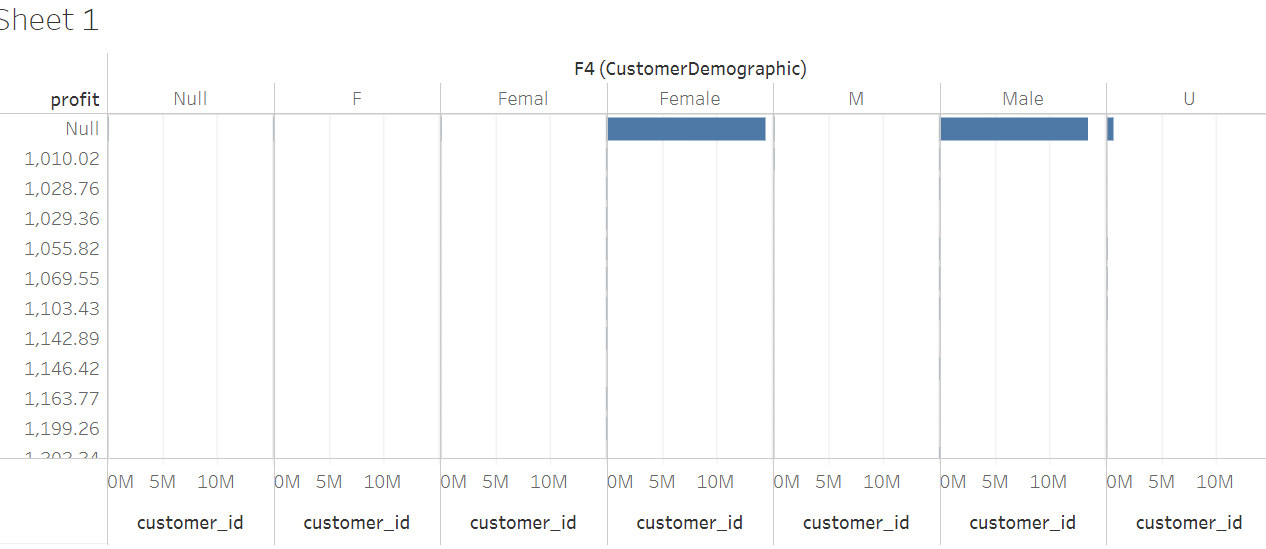 Sheet 1
F4 (CustomerDemographic)
profit Null F Femal Female M Male U
Null
1,010.02
1,028.76
1,029.36
1,055.82
1,069.55
1,103.43
1,142.89
1,146.42
1,163.77
1,199.26
0M 5M 10M 0M 5M 10M 0M 5M 10M 0M 5M 10M 0M 5M 10M 0M 5M 10M 0M 5M 10M
customer_id customer_id customer_id customer_id customer_id customer_id customer_id